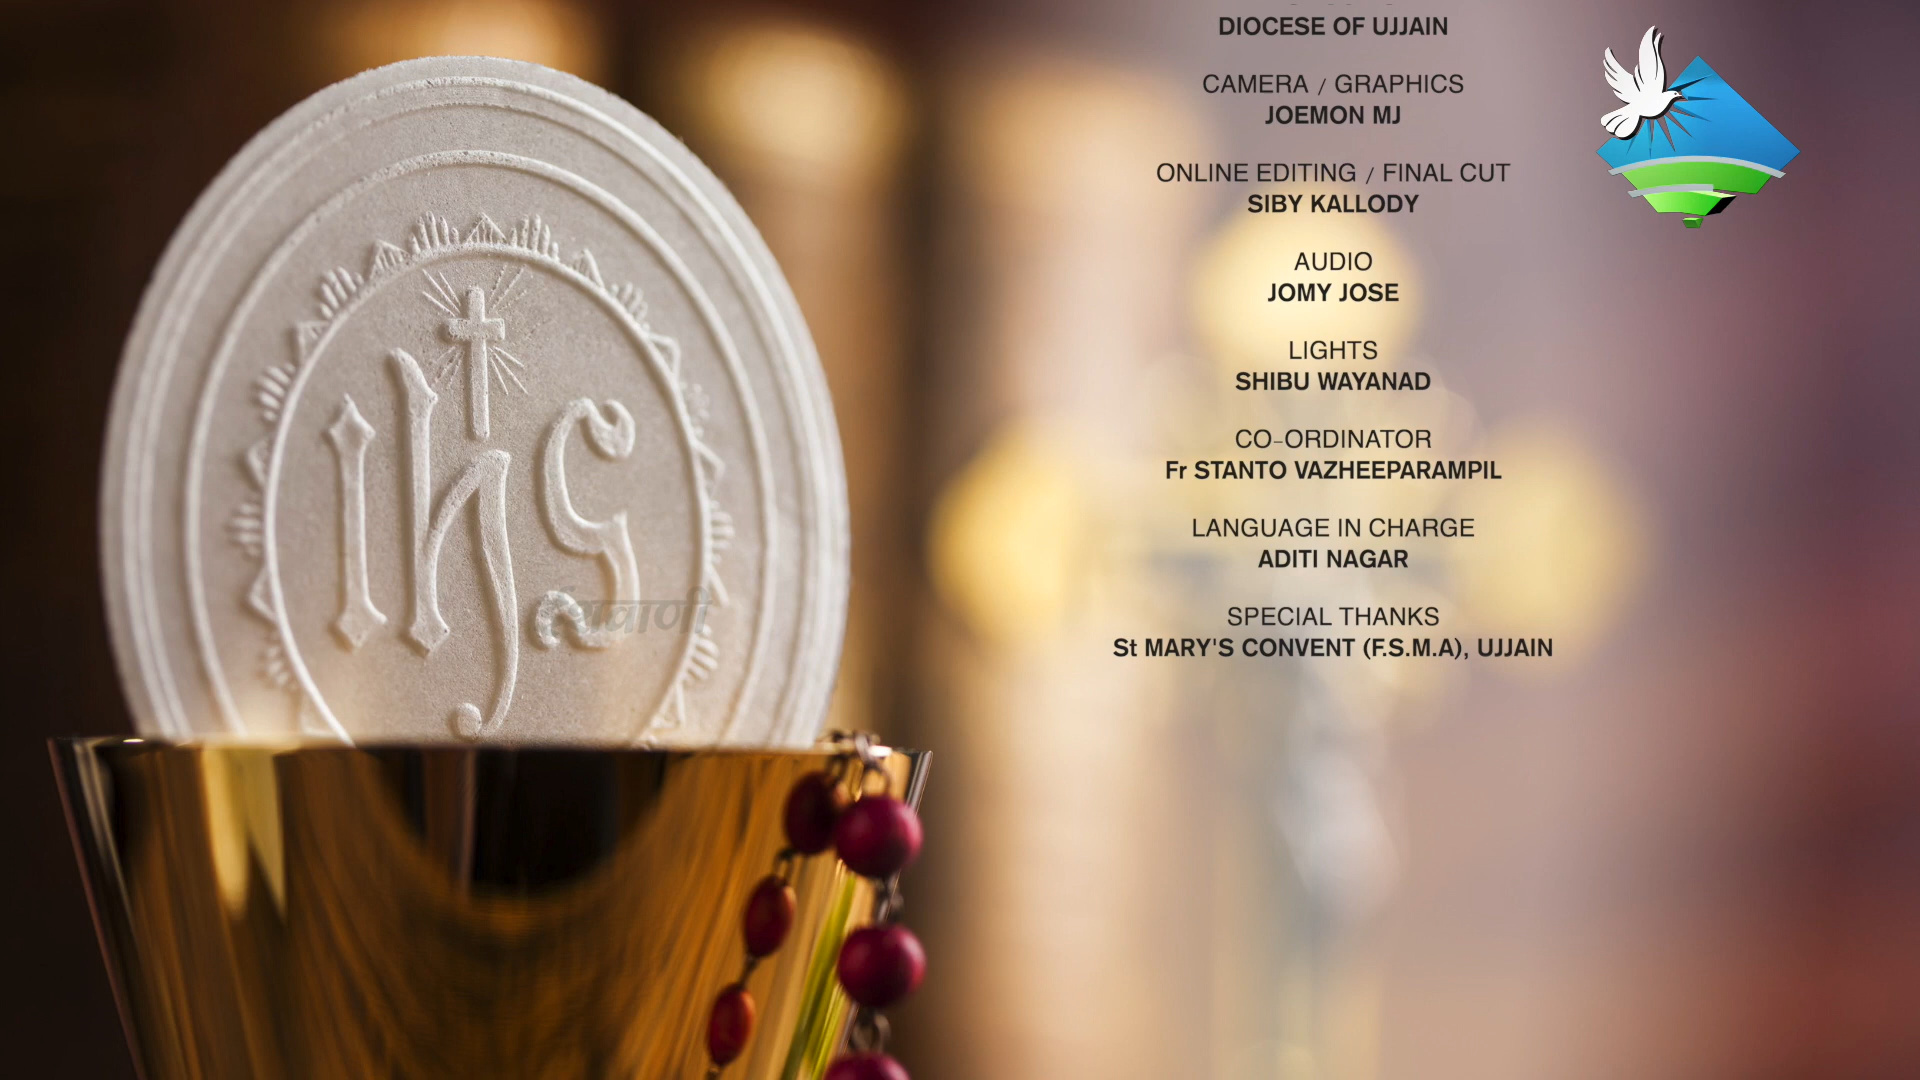 ihs
DIOCESE OF UJJAIN
CAMERA / GRAPHICS
JOEMON MJ
ONLINE EDITING / FINAL CUT
SIBY KALLODY
AUDIO
JOMY JOSE
LIGHTS
SHIBU WAYANAD
CO-ORDINATOR
Fr STANTO VAZHEEPARAMPIL
LANGUAGE IN CHARGE
ADITI NAGAR
SPECIAL THANKS
St MARY'S CONVENT (F.S.M.A), UJJAIN